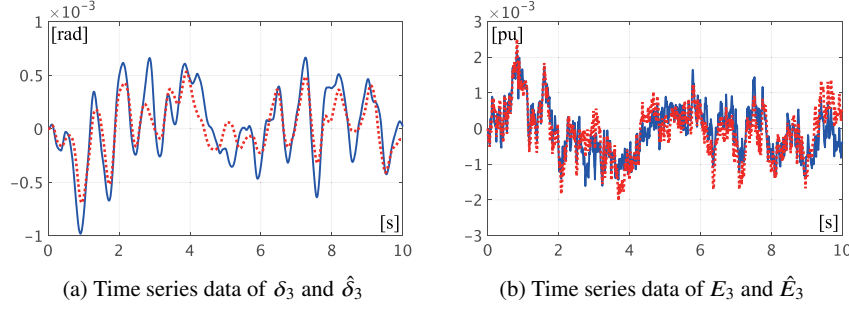 ×10⁻³
1
[rad]
0.5
0
−0.5
−1
[s]
0 2 4 6 8 10
(a) Time series data of δ₃ and δ̂₃
×10⁻³
3
[pu]
2
1
0
−1
−2
−3
[s]
0 2 4 6 8 10
(b) Time series data of E₃ and Ê₃